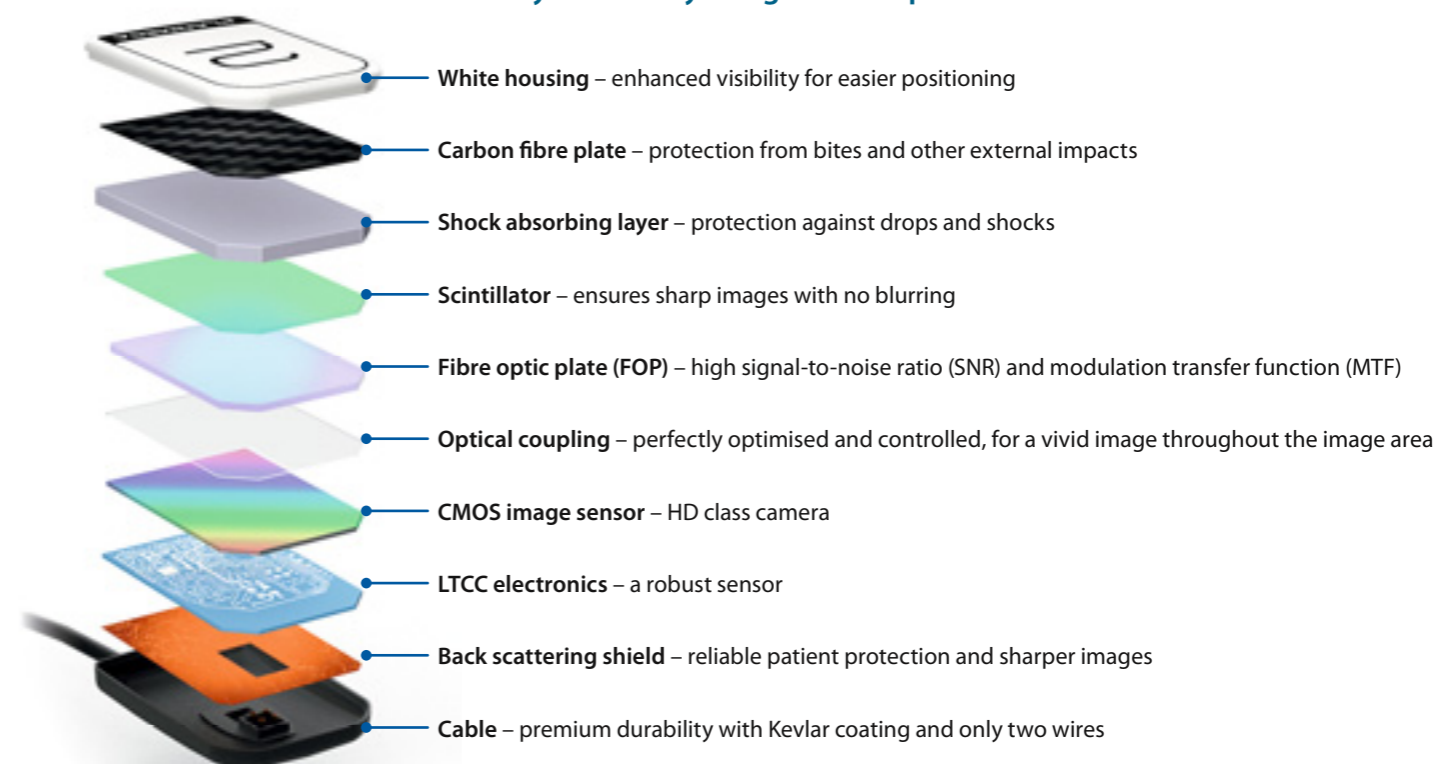 White housing – enhanced visibility for easier positioning
Carbon fibre plate – protection from bites and other external impacts
Shock absorbing layer – protection against drops and shocks
Scintillator – ensures sharp images with no blurring
Fibre optic plate (FOP) – high signal-to-noise ratio (SNR) and modulation transfer function (MTF)
Optical coupling – perfectly optimised and controlled, for a vivid image throughout the image area
CMOS image sensor – HD class camera
LTCC electronics – a robust sensor
Back scattering shield – reliable patient protection and sharper images
Cable – premium durability with Kevlar coating and only two wires